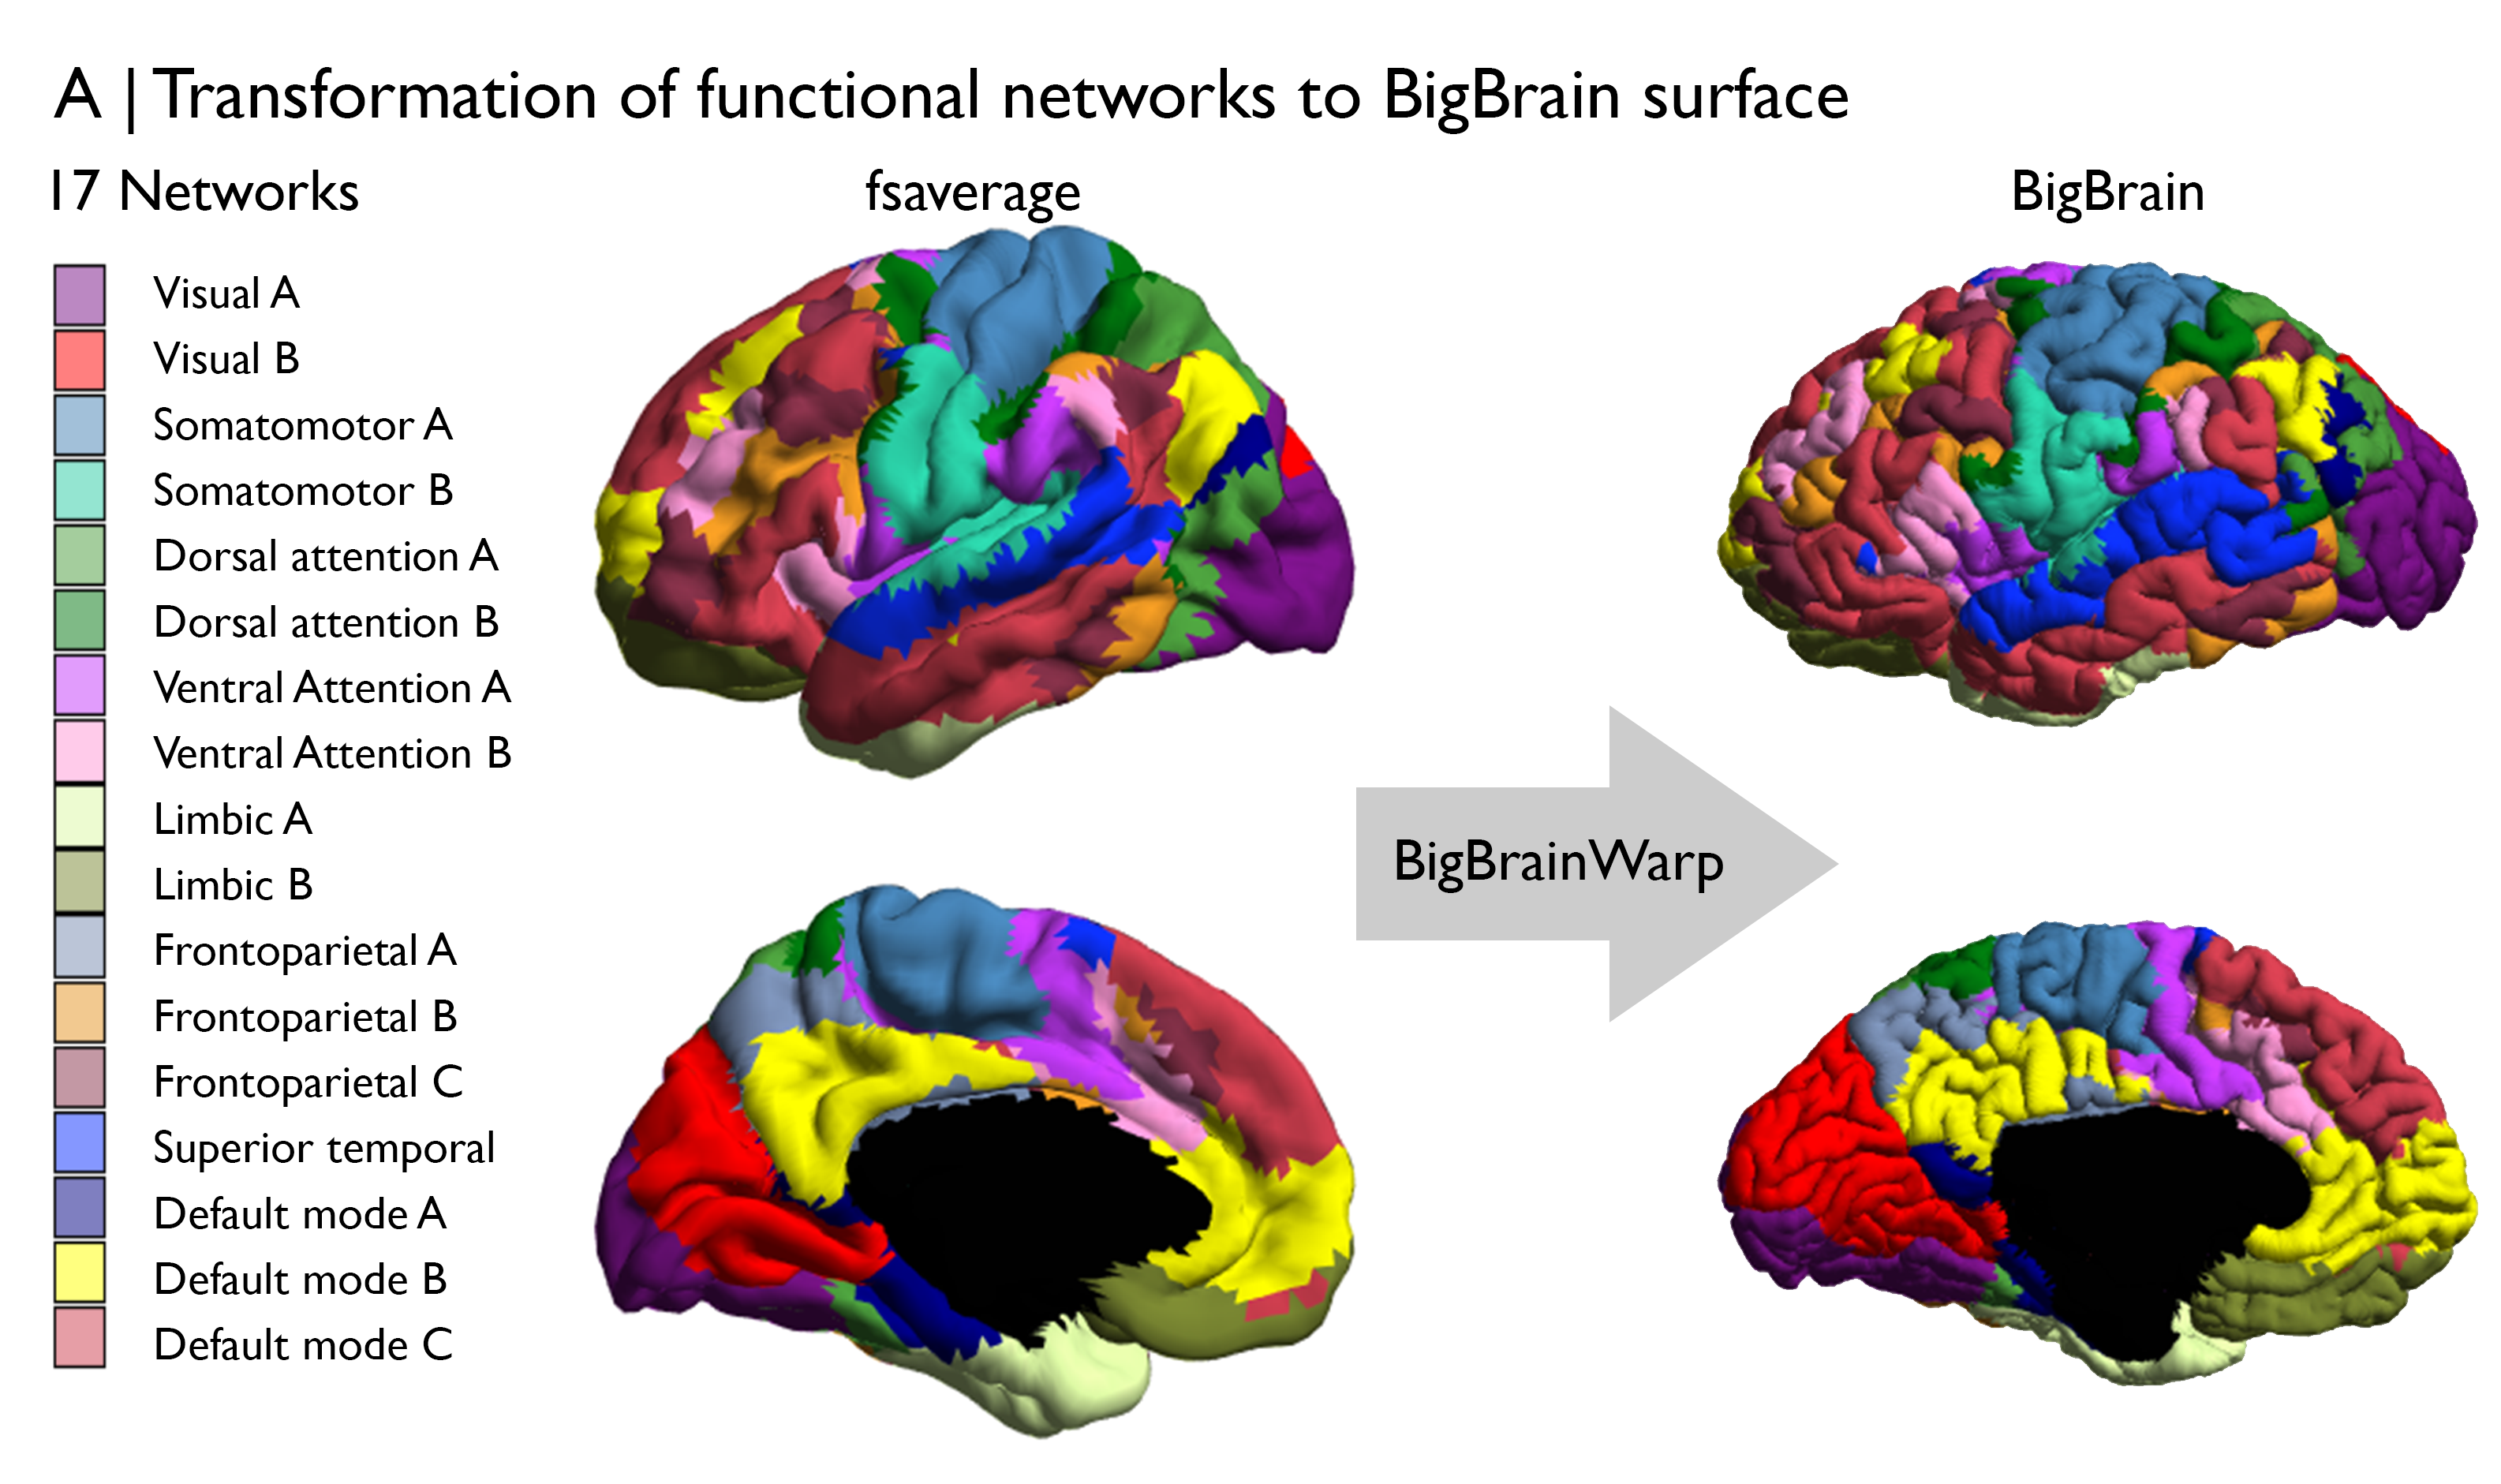 A | Transformation of functional networks to BigBrain surface
17 Networks
fsaverage
BigBrain
Visual A
Visual B
Somatomotor A
Somatomotor B
Dorsal attention A
Dorsal attention B
Ventral Attention A
Ventral Attention B
Limbic A
Limbic B
Frontoparietal A
Frontoparietal B
Frontoparietal C
Superior temporal
Default mode A
Default mode B
Default mode C
BigBrainWarp